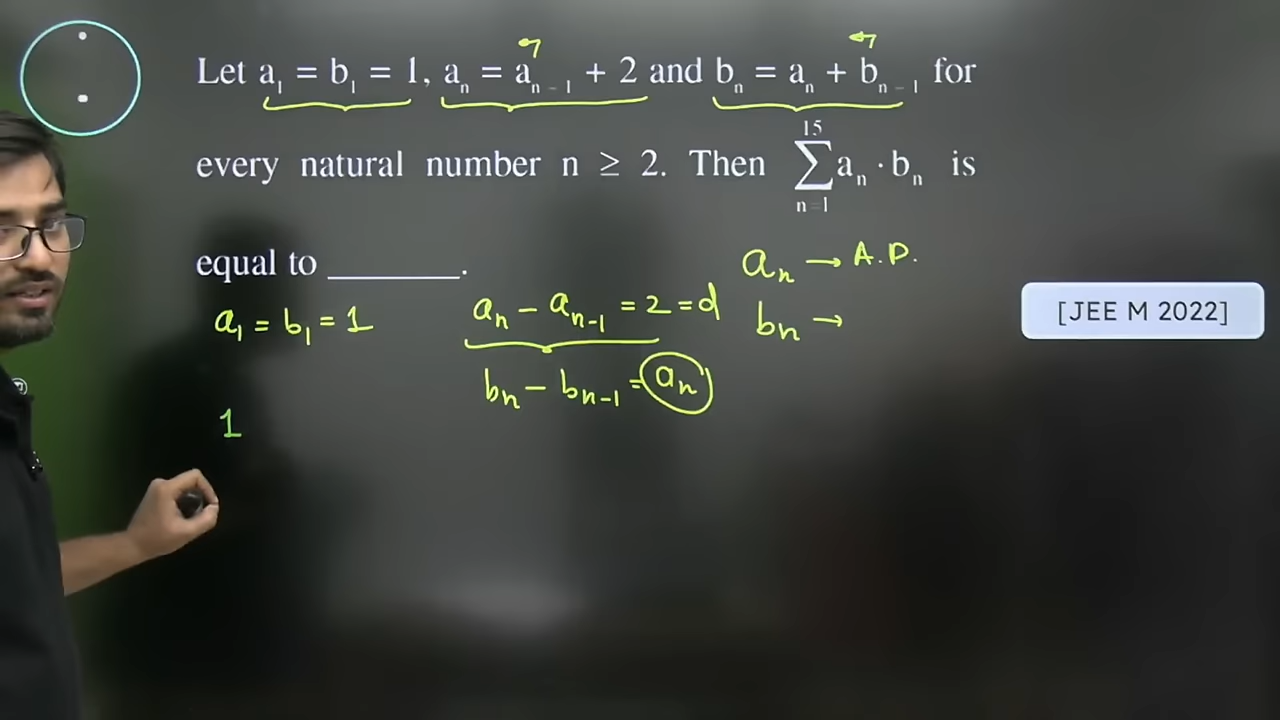 Let a₁ = b₁ = 1, aₙ = aₙ₋₁ + 2 and bₙ = aₙ + bₙ₋₁ for
every natural number n ≥ 2. Then ∑ₙ₌₁¹⁵ aₙ · bₙ is
equal to _______.
aₙ → A.P.
a₁ = b₁ = 1
aₙ − aₙ₋₁ = 2 = d
bₙ →
[JEE M 2022]
bₙ − bₙ₋₁ = aₙ
1